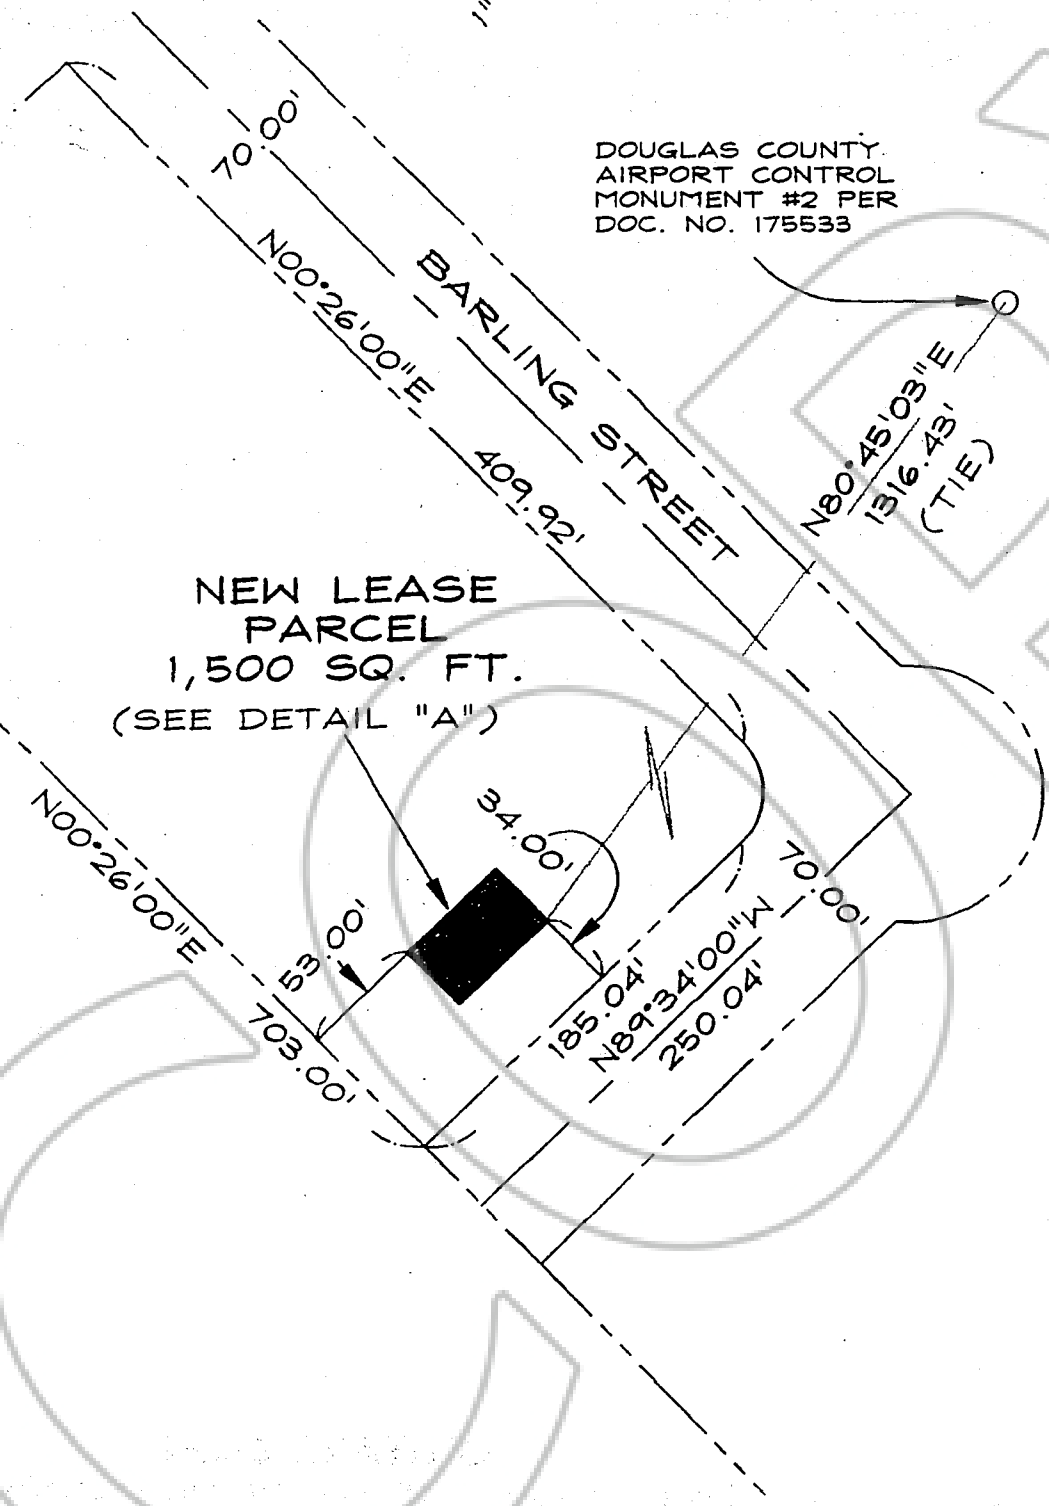 1"
70.00'
DOUGLAS COUNTY
AIRPORT CONTROL
MONUMENT #2 PER
DOC. NO. 175533
N00°26'00"E
BARLING STREET
409.92'
N80°45'03"E
1316.43'
(TIE)
NEW LEASE
PARCEL
1,500 SQ. FT.
(SEE DETAIL "A")
34.00'
N00°26'00"E
703.00'
53.00'
70.00'
185.04'
N89°34'00"W
250.04'